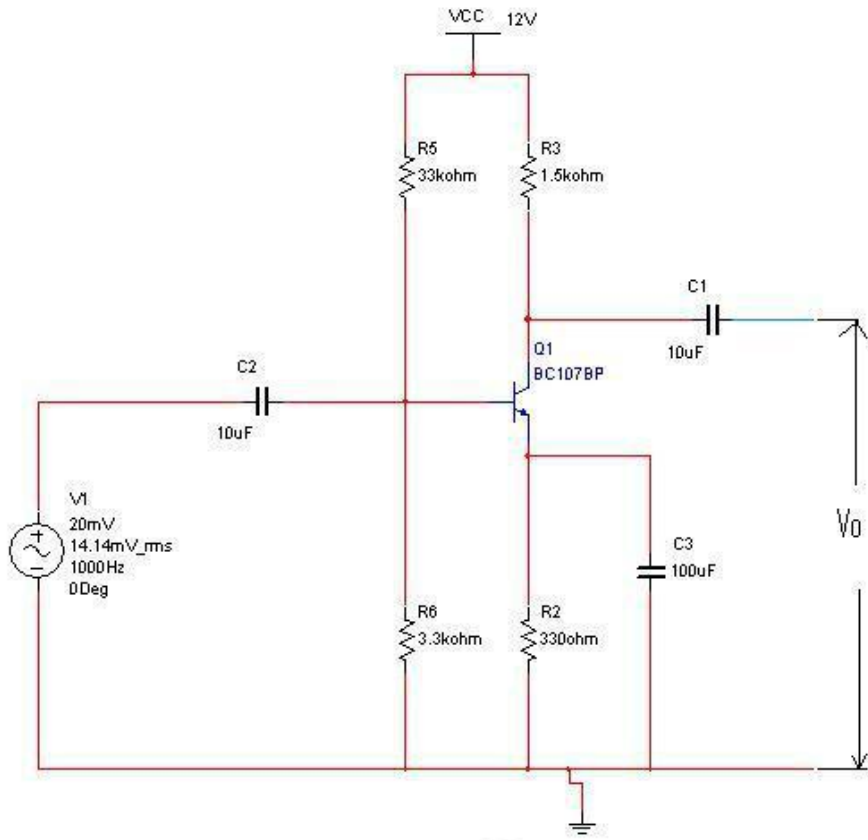 VCC 12V
R5
33kohm
R3
1.5kohm
C1
10uF
Q1
BC107BP
C2
10uF
V1
20mV
14.14mV_rms
1000Hz
0Deg
V0
C3
100uF
R6
3.3kohm
R2
330ohm